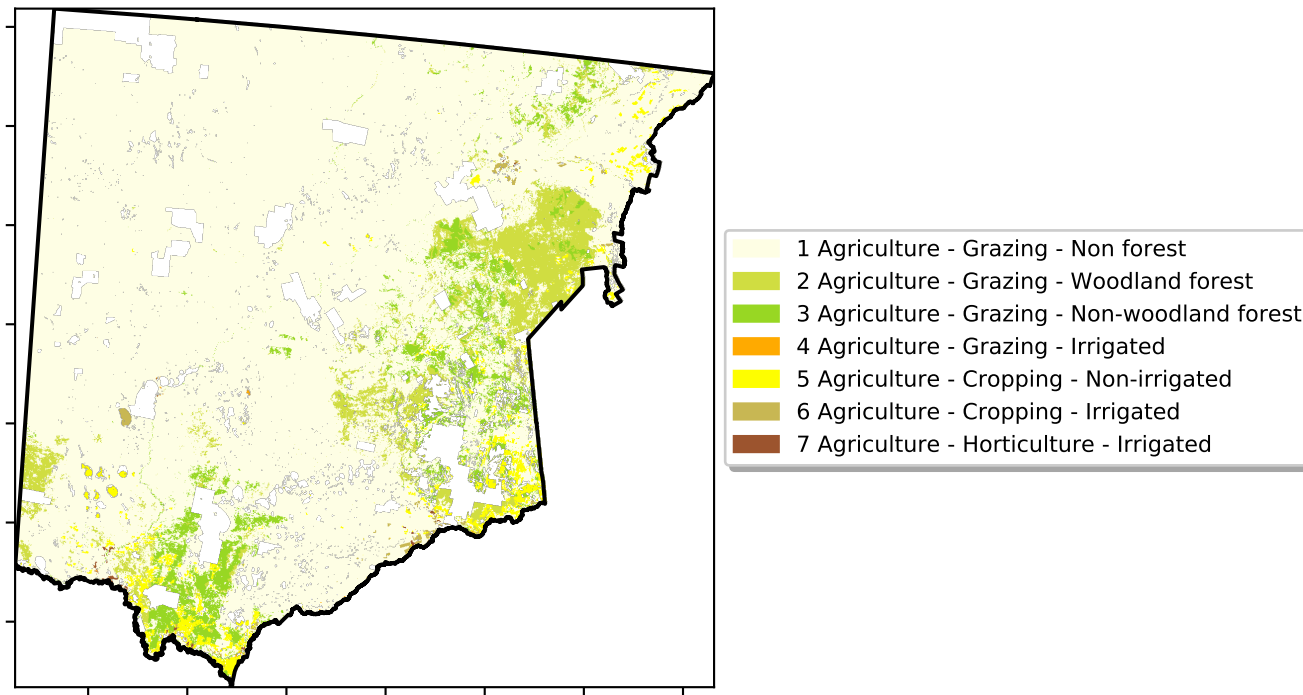 1 Agriculture - Grazing - Non forest
2 Agriculture - Grazing - Woodland forest
3 Agriculture - Grazing - Non-woodland forest
4 Agriculture - Grazing - Irrigated
5 Agriculture - Cropping - Non-irrigated
6 Agriculture - Cropping - Irrigated
7 Agriculture - Horticulture - Irrigated